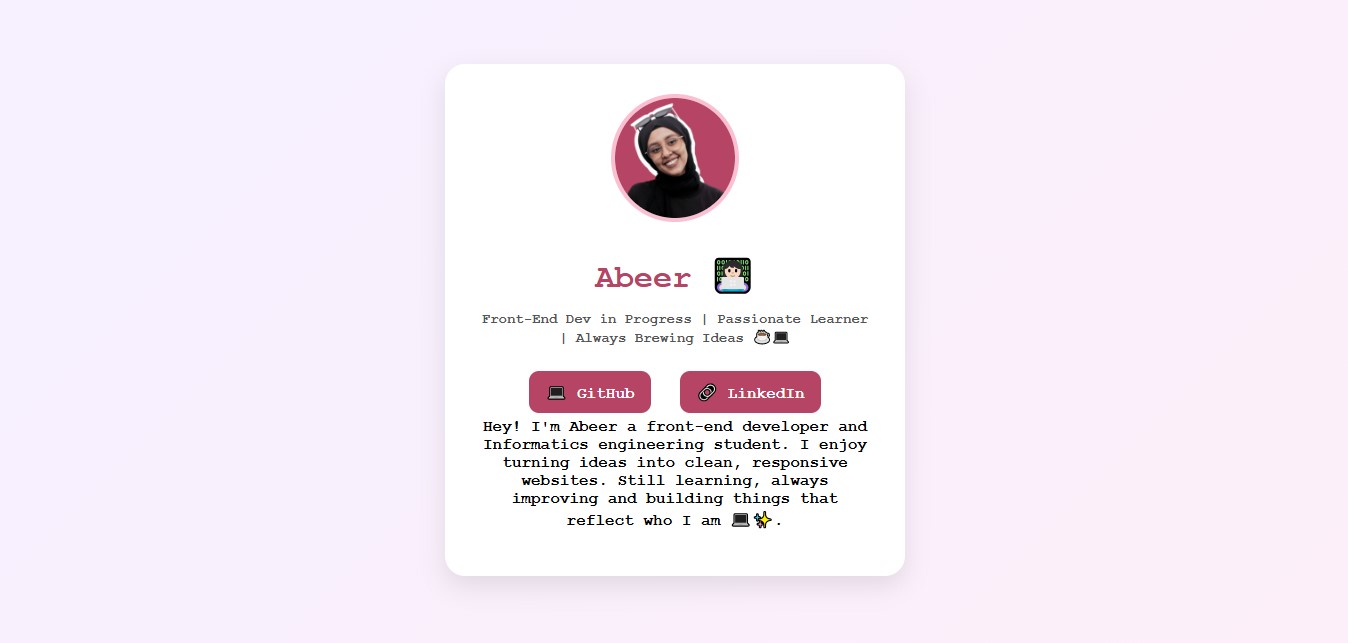 Abeer 👩🏻‍💻
Front-End Dev in Progress | Passionate Learner
| Always Brewing Ideas ☕💻
💻 GitHub
🔗 LinkedIn
Hey! I'm Abeer a front-end developer and
Informatics engineering student. I enjoy
turning ideas into clean, responsive
websites. Still learning, always
improving and building things that
reflect who I am 💻✨.